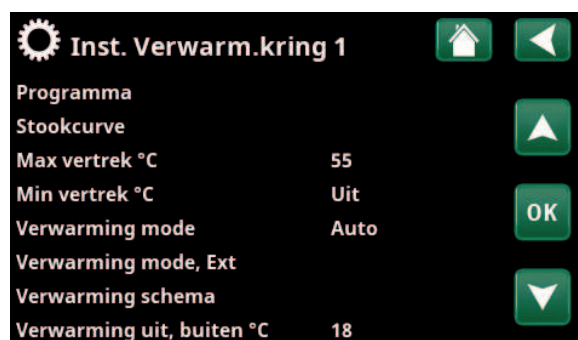 Inst. Verwarm.kring 1
Programma
Stookcurve
Max vertrek °C 55
Min vertrek °C Uit
Verwarming mode Auto
OK
Verwarming mode, Ext
Verwarming schema
Verwarming uit, buiten °C 18